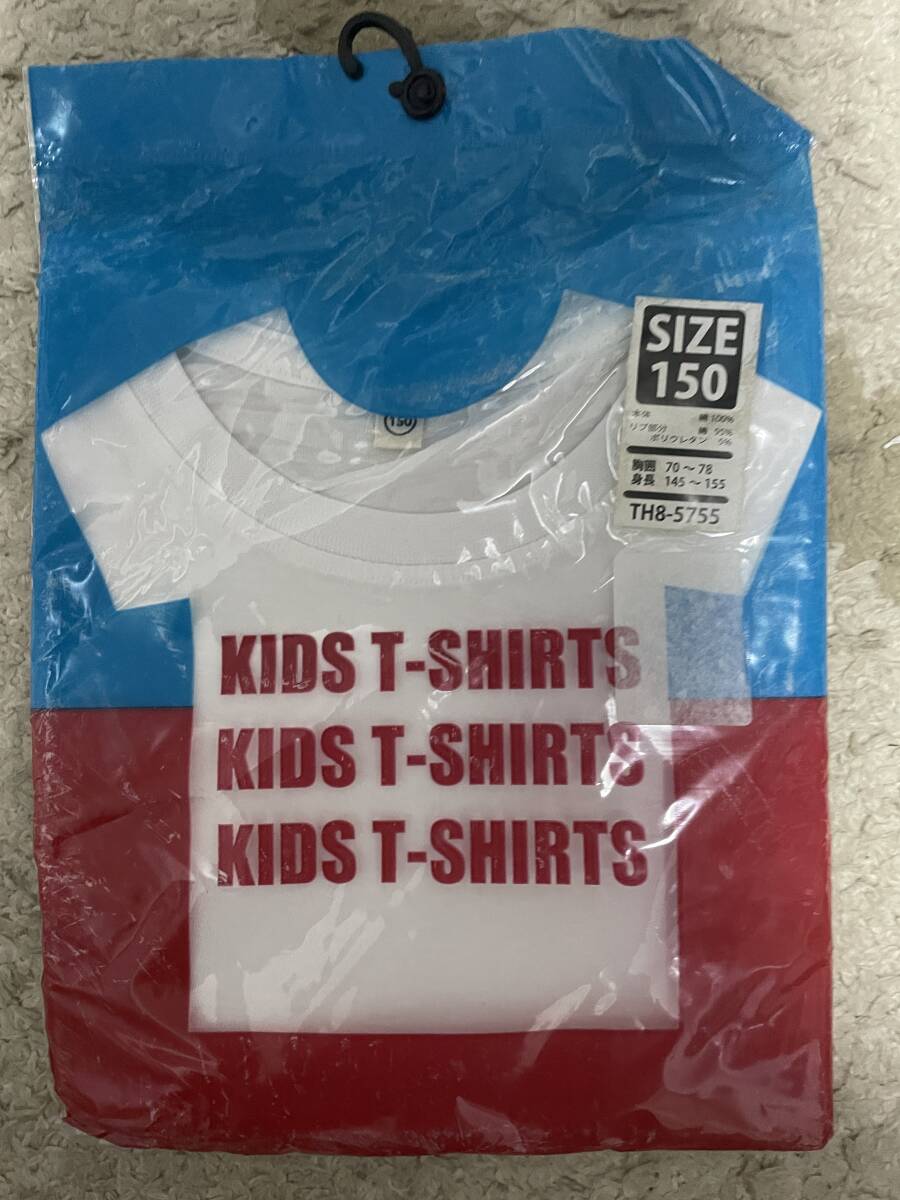 SIZE
150
本体 綿 100%
リブ部分 綿 95%
ポリウレタン 5%
胸囲 70～78
身長 145～155
TH8-5755
150
KIDS T-SHIRTS
KIDS T-SHIRTS
KIDS T-SHIRTS